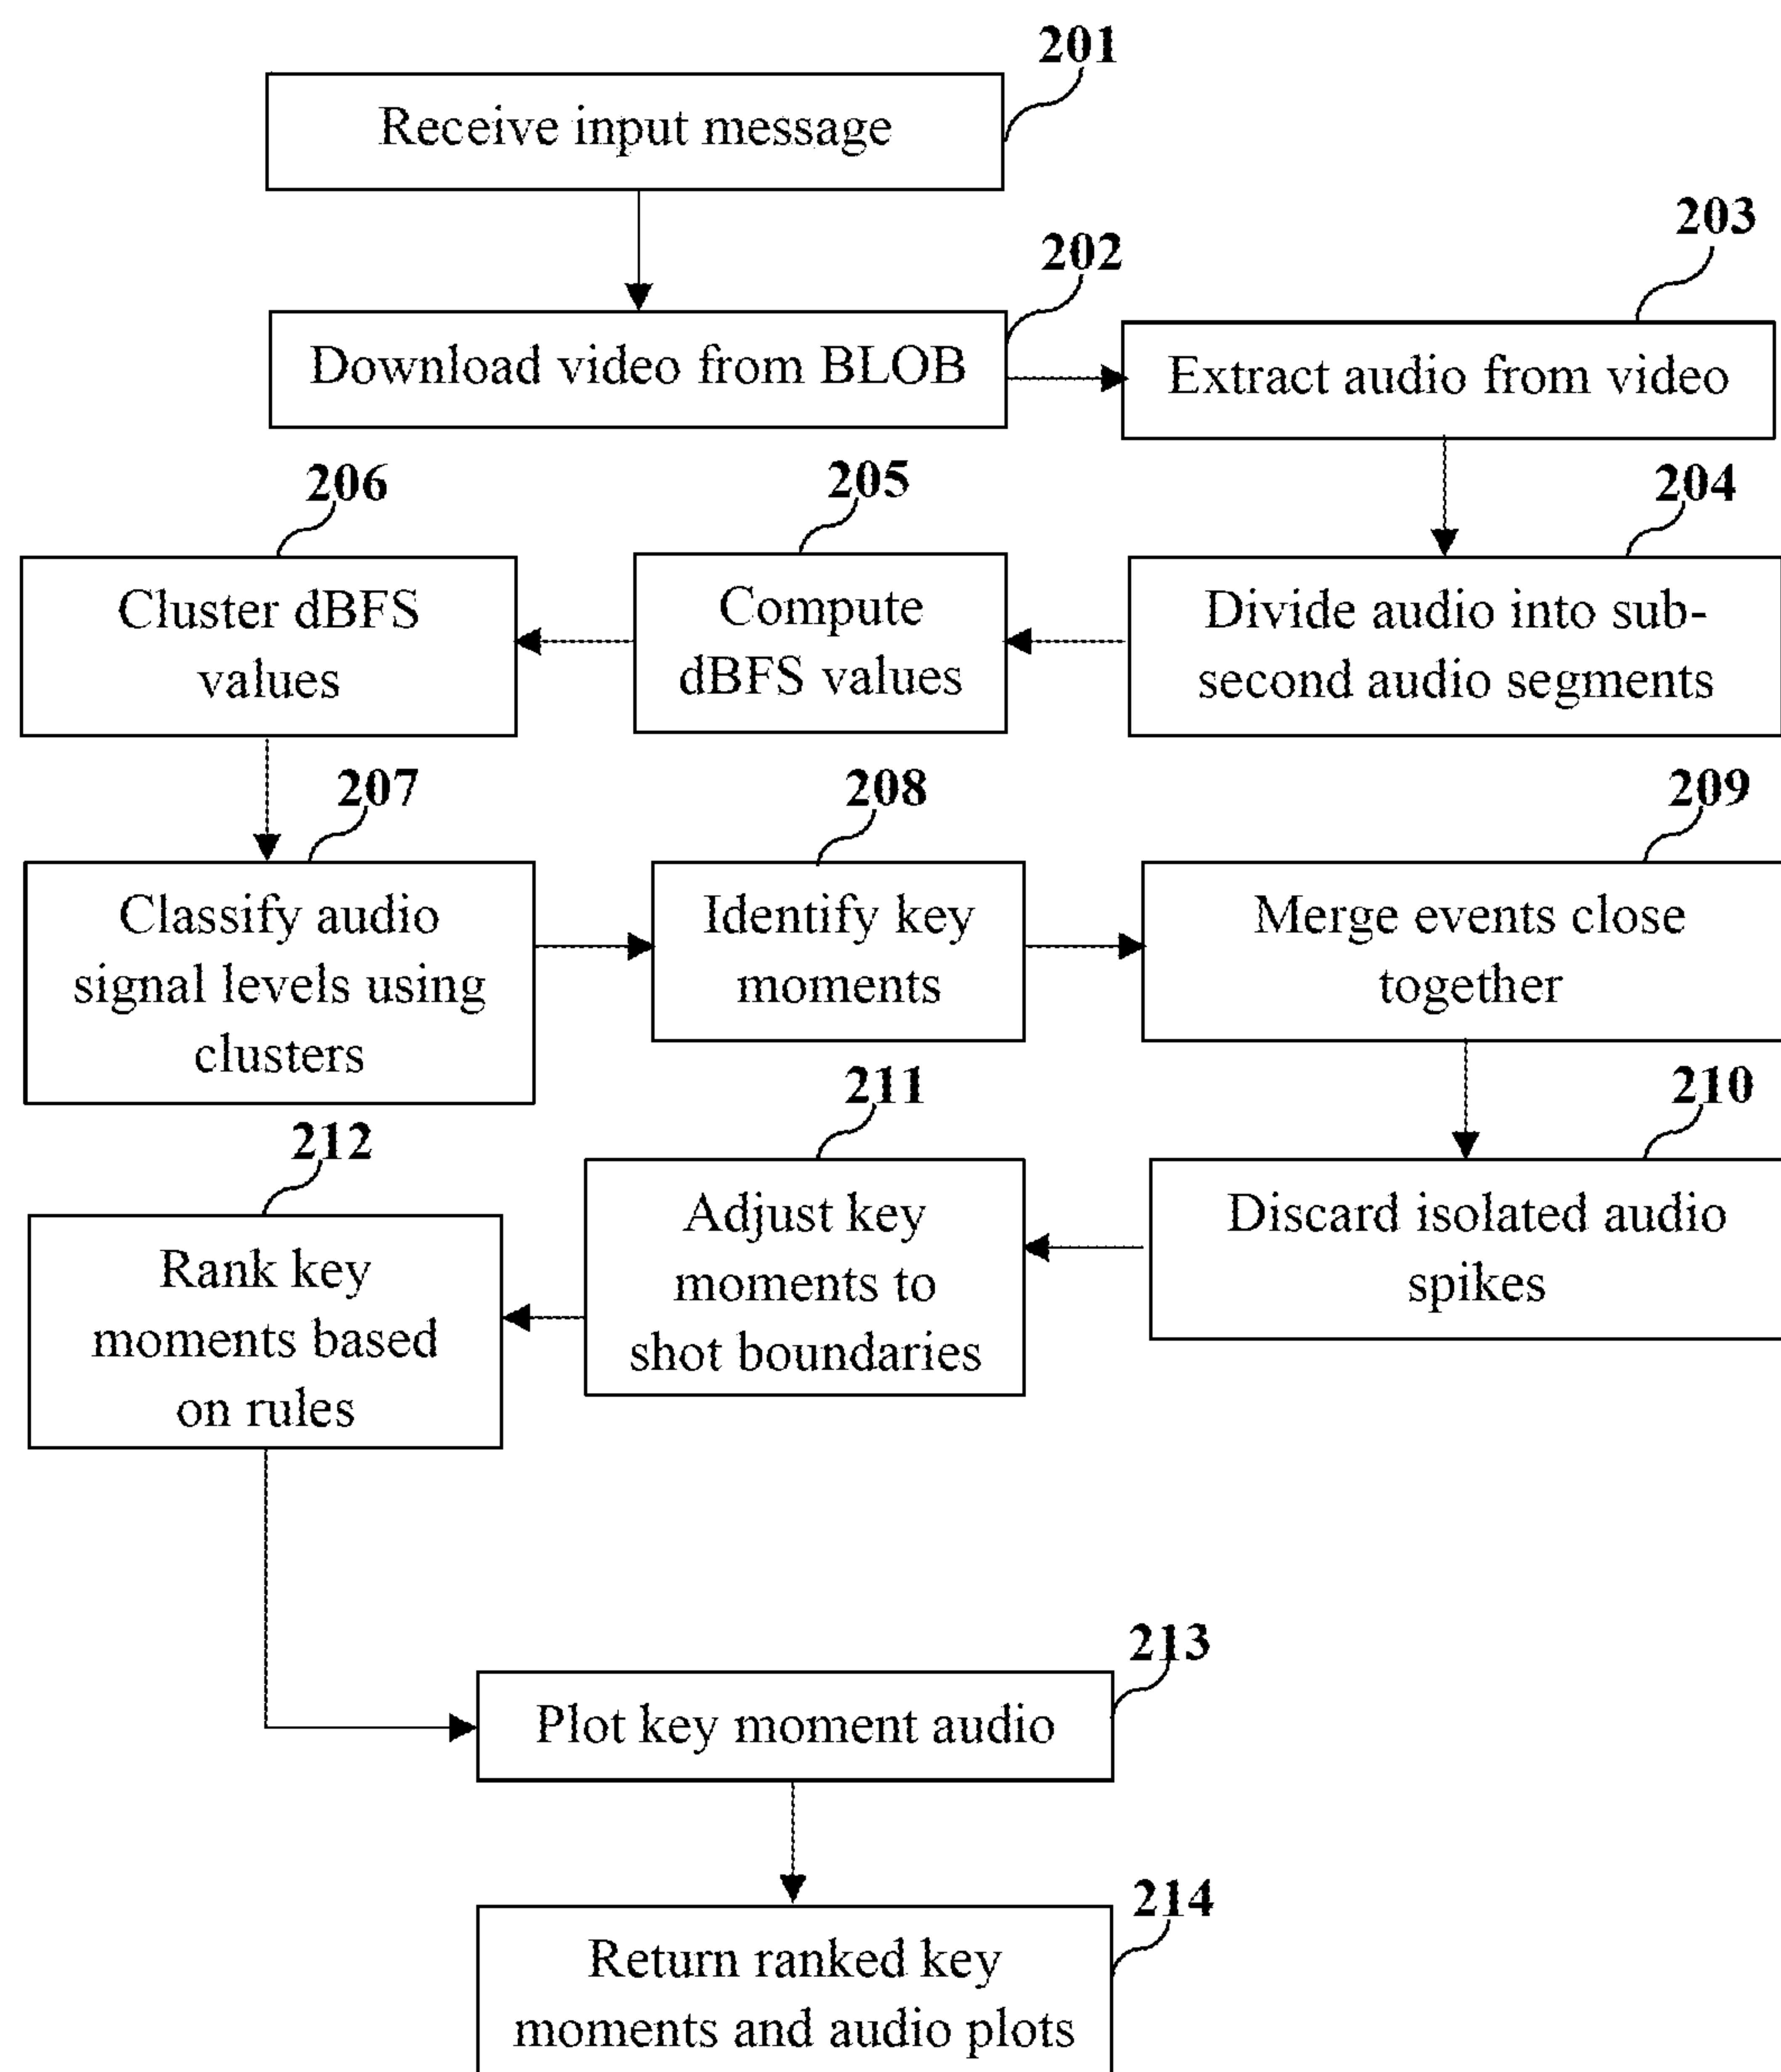 201
Receive input message
202
Download video from BLOB
203
Extract audio from video
204
Divide audio into sub-
second audio segments
205
Compute
dBFS values
206
Cluster dBFS
values
207
Classify audio
signal levels using
clusters
208
Identify key
moments
209
Merge events close
together
210
Discard isolated audio
spikes
211
Adjust key
moments to
shot boundaries
212
Rank key
moments based
on rules
213
Plot key moment audio
214
Return ranked key
moments and audio plots